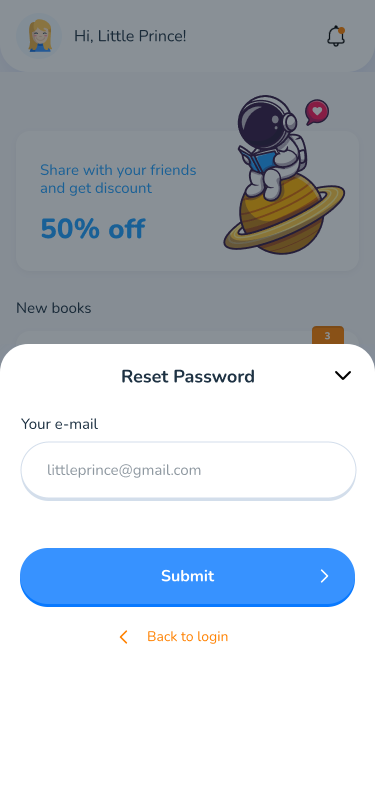 Hi, Little Prince!
Share with your friends
and get discount
50% off
New books
3
Reset Password
Your e-mail
littleprince@gmail.com
Submit
Back to login